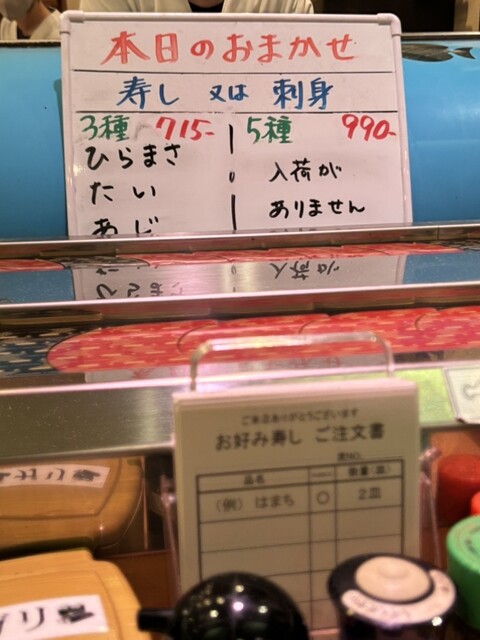 本日のおまかせ
寿し 又は 刺身
3種 715- 5種 990-
ひらまさ
たい
あじ
入荷が
ありません
ご来店ありがとうございます
お好み寿し ご注文書
品名 数量(皿)
(例) はまち ○ 2皿